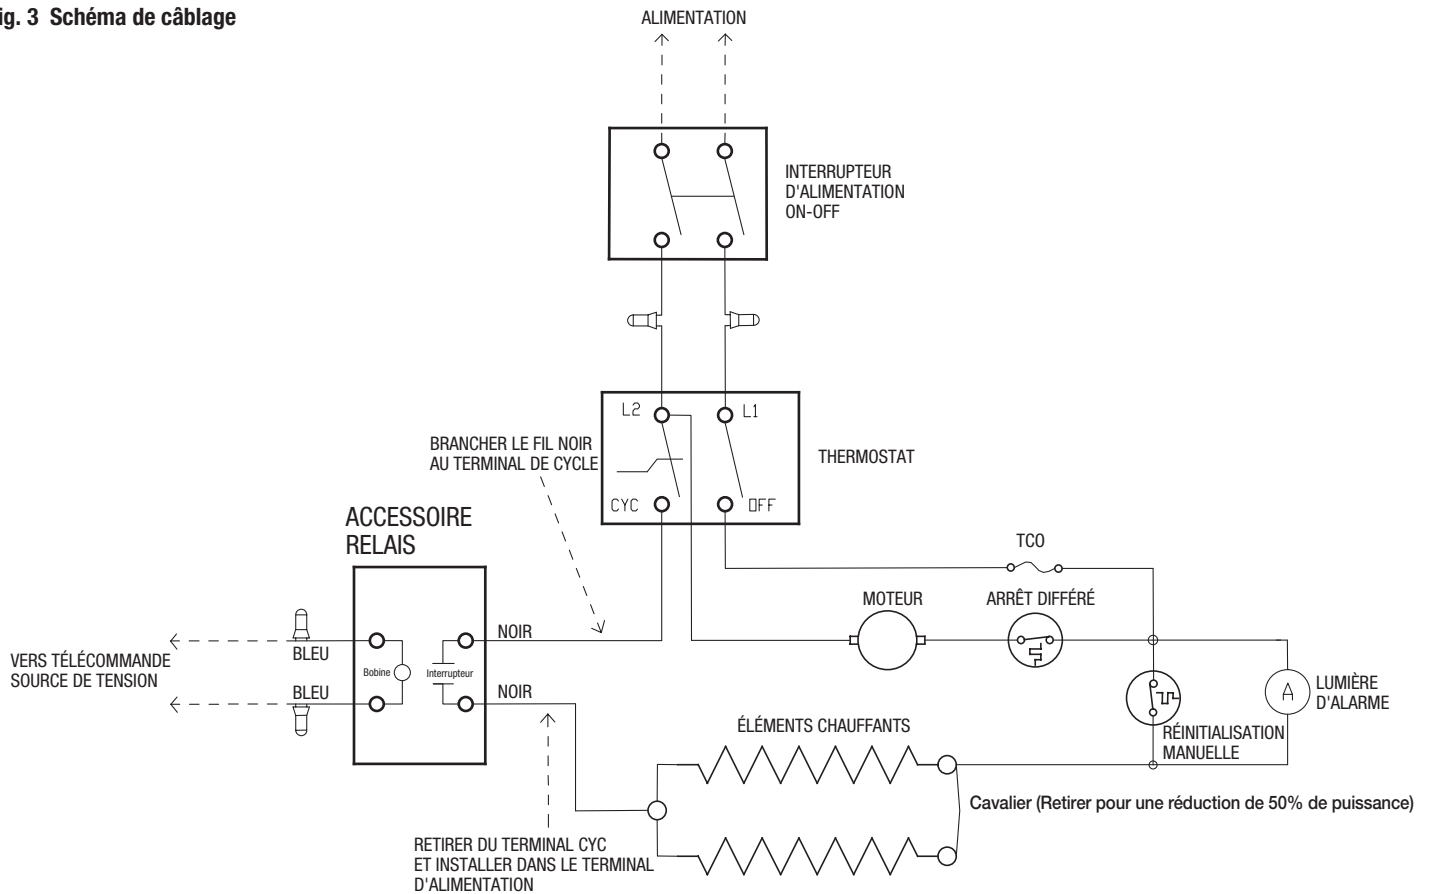 ig. 3 Schéma de câblage
ALIMENTATION
INTERRUPTEUR
D'ALIMENTATION
ON-OFF
L2
L1
BRANCHER LE FIL NOIR
AU TERMINAL DE CYCLE
THERMOSTAT
CYC
OFF
ACCESSOIRE
RELAIS
TCO
MOTEUR
ARRÊT DIFFÉRÉ
NOIR
BLEU
VERS TÉLÉCOMMANDE
SOURCE DE TENSION
Bobine
Interrupteur
BLEU
NOIR
A
LUMIÈRE
D'ALARME
ÉLÉMENTS CHAUFFANTS
RÉINITIALISATION
MANUELLE
Cavalier (Retirer pour une réduction de 50% de puissance)
RETIRER DU TERMINAL CYC
ET INSTALLER DANS LE TERMINAL
D'ALIMENTATION